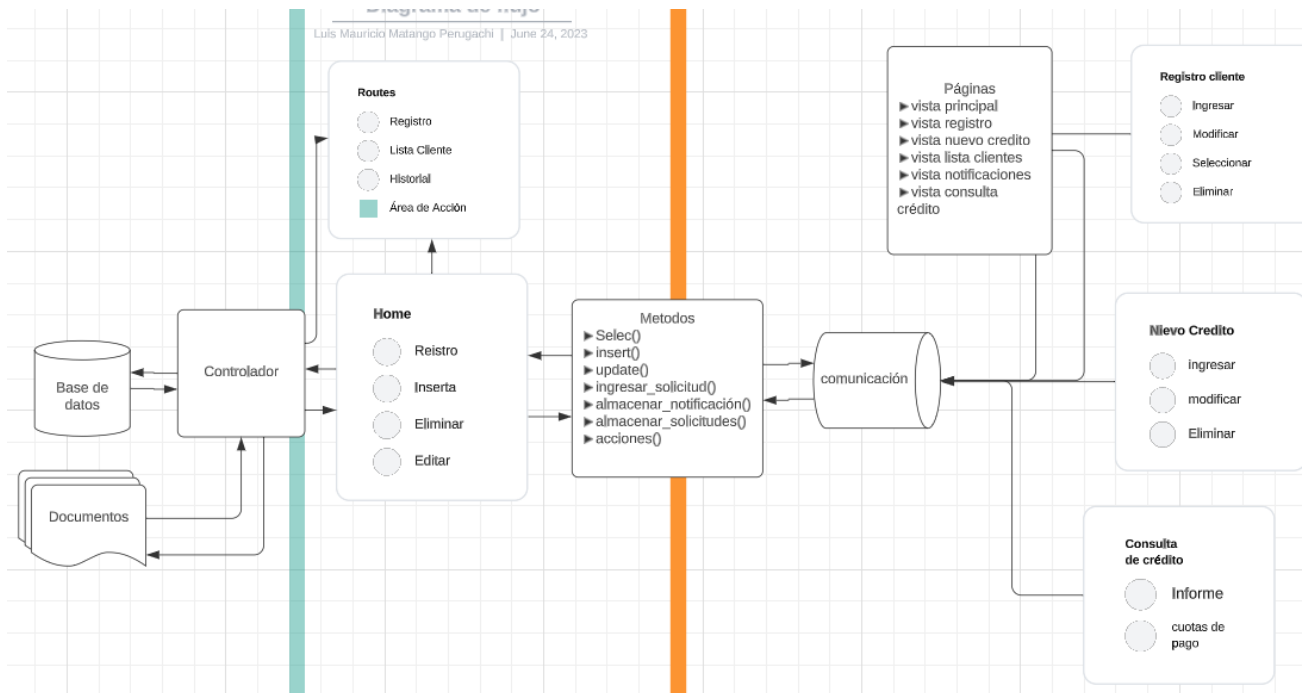 Diagrama de flujo
Luis Mauricio Matango Perugachi | June 24, 2023
Routes
Registro
Lista Cliente
Historial
Área de Acción
Home
Reistro
Inserta
Eliminar
Editar
Controlador
Base de
datos
Documentos
Metodos
►Selec()
►insert()
►update()
►ingresar_solicitud()
►almacenar_notificación()
►almacenar_solicitudes()
►acciones()
comunicación
Páginas
►vista principal
►vista registro
►vista nuevo credito
►vista lista clientes
►vista notificaciones
►vista consulta
crédito
Registro cliente
Ingresar
Modificar
Seleccionar
Eliminar
Nievo Credito
ingresar
modificar
Eliminar
Consulta
de crédito
Informe
cuotas de
pago